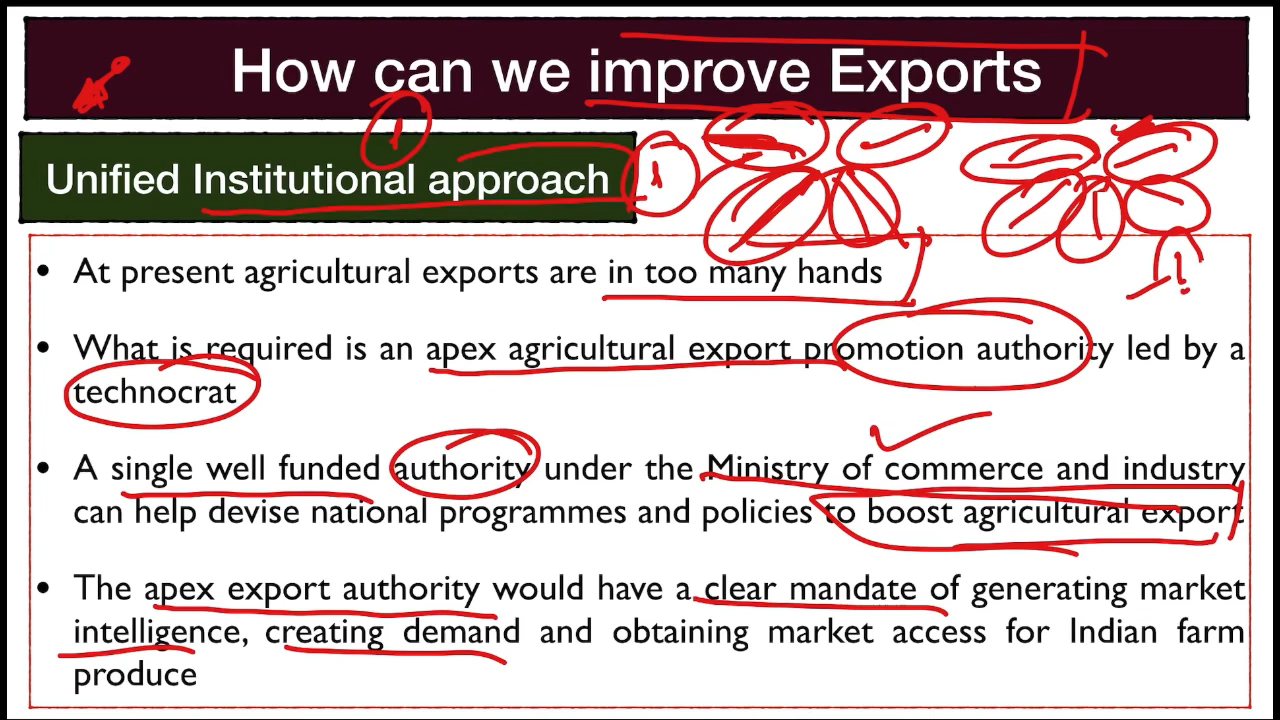 How can we improve Exports
Unified Institutional approach
1
1
• At present agricultural exports are in too many hands
• What is required is an apex agricultural export promotion authority led by a
technocrat
• A single well funded authority under the Ministry of commerce and industry
can help devise national programmes and policies to boost agricultural export
• The apex export authority would have a clear mandate of generating market
intelligence, creating demand and obtaining market access for Indian farm
produce